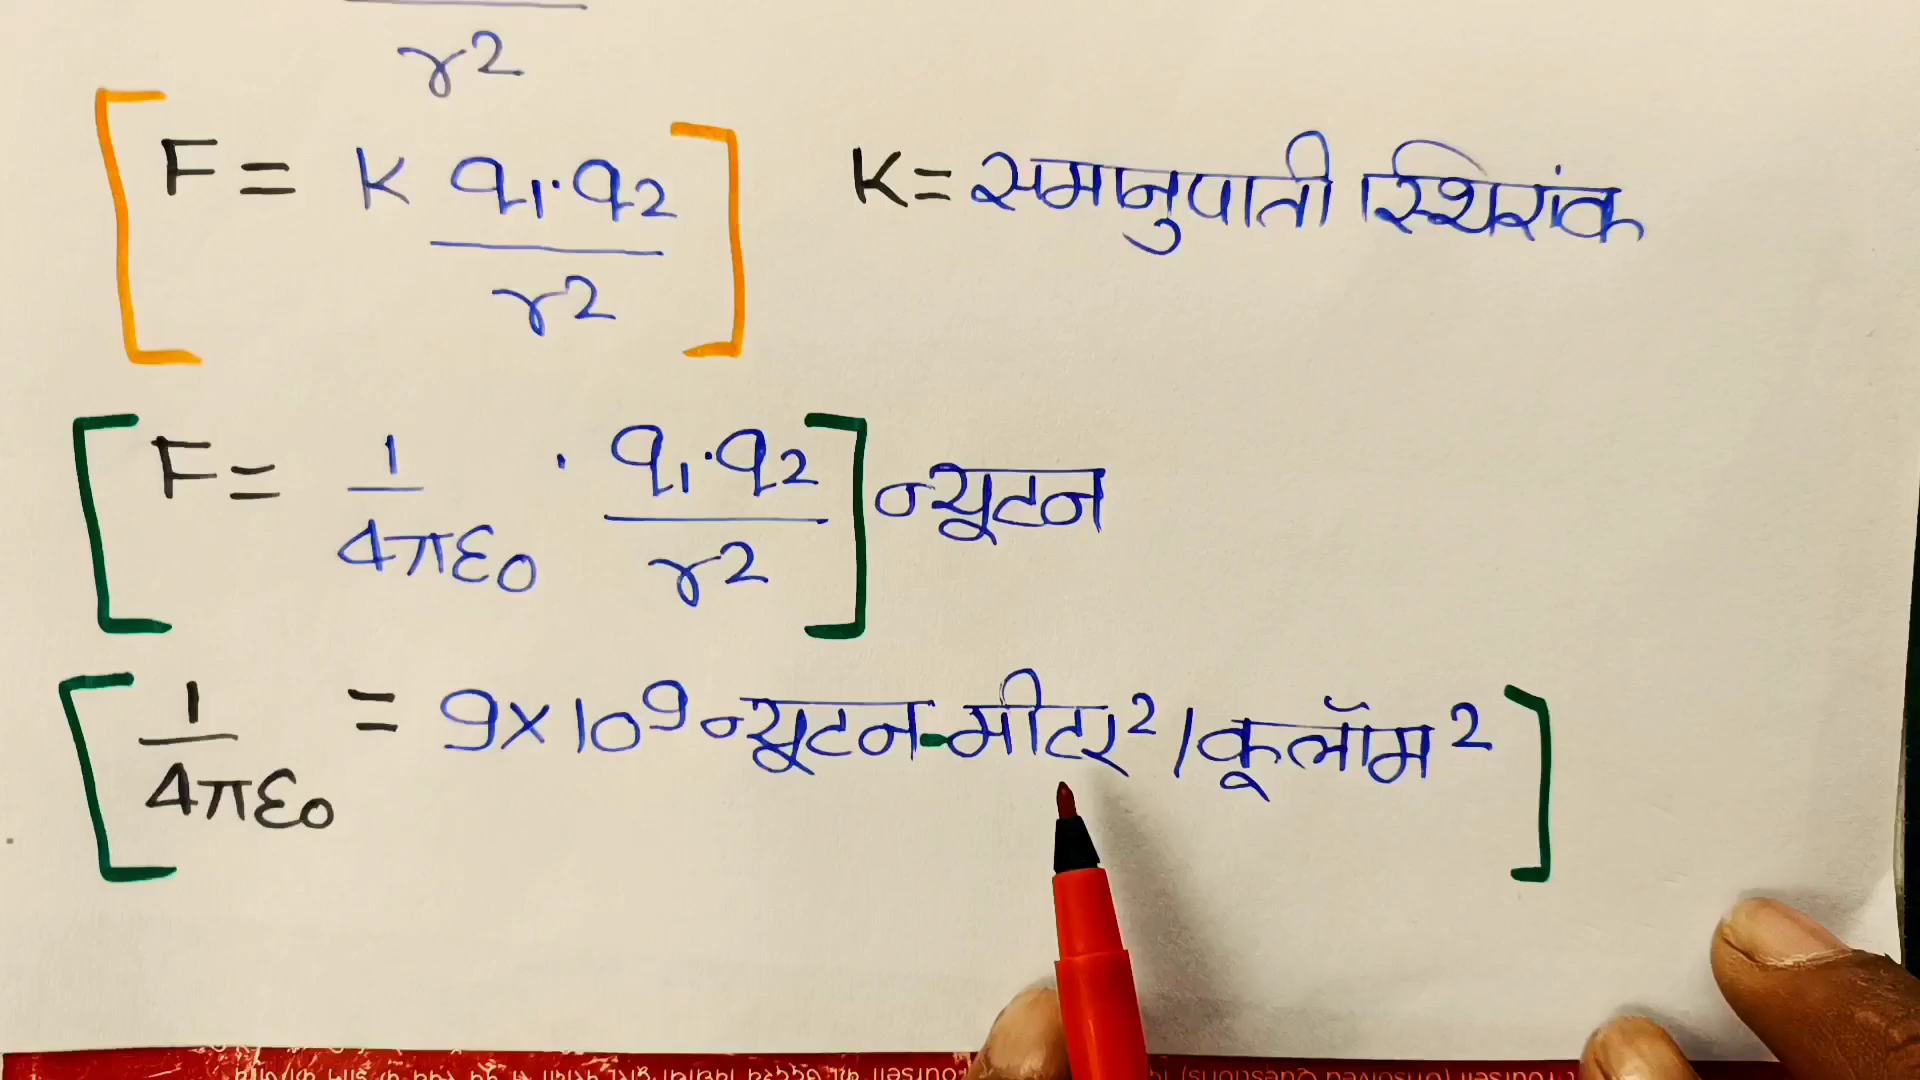 r²
F = K q₁·q₂ / r² K = समानुपाती स्थिरांक
F = 1 / 4πε₀ · q₁·q₂ / r² न्यूटन
1 / 4πε₀ = 9×10⁹ न्यूटन-मीटर² / कूलॉम²